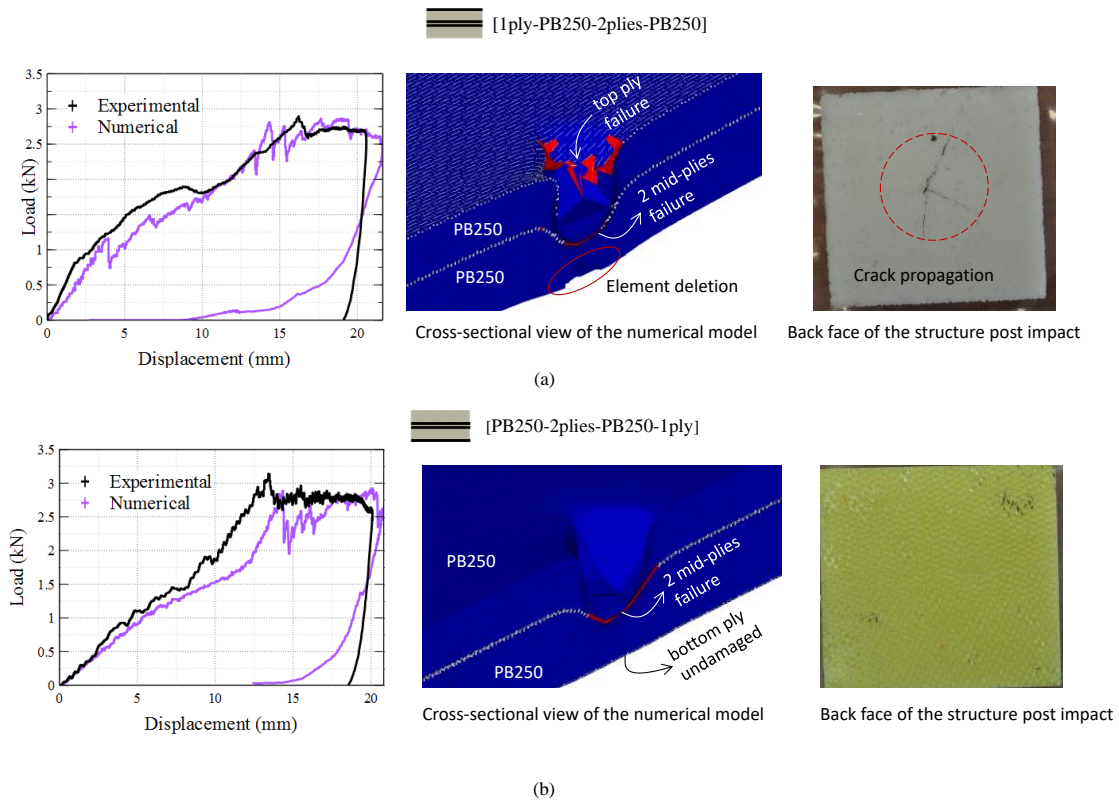 [1ply-PB250-2plies-PB250]
3.5
3
2.5
2
1.5
1
0.5
0
Load (kN)
Experimental
Numerical
0 5 10 15 20
Displacement (mm)
top ply
failure
2 mid-plies
failure
PB250
PB250
Element deletion
Cross-sectional view of the numerical model
Crack propagation
Back face of the structure post impact
(a)
[PB250-2plies-PB250-1ply]
3.5
3
2.5
2
1.5
1
0.5
0
Load (kN)
Experimental
Numerical
0 5 10 15 20
Displacement (mm)
PB250
2 mid-plies
failure
PB250
bottom ply
undamaged
Cross-sectional view of the numerical model
Back face of the structure post impact
(b)